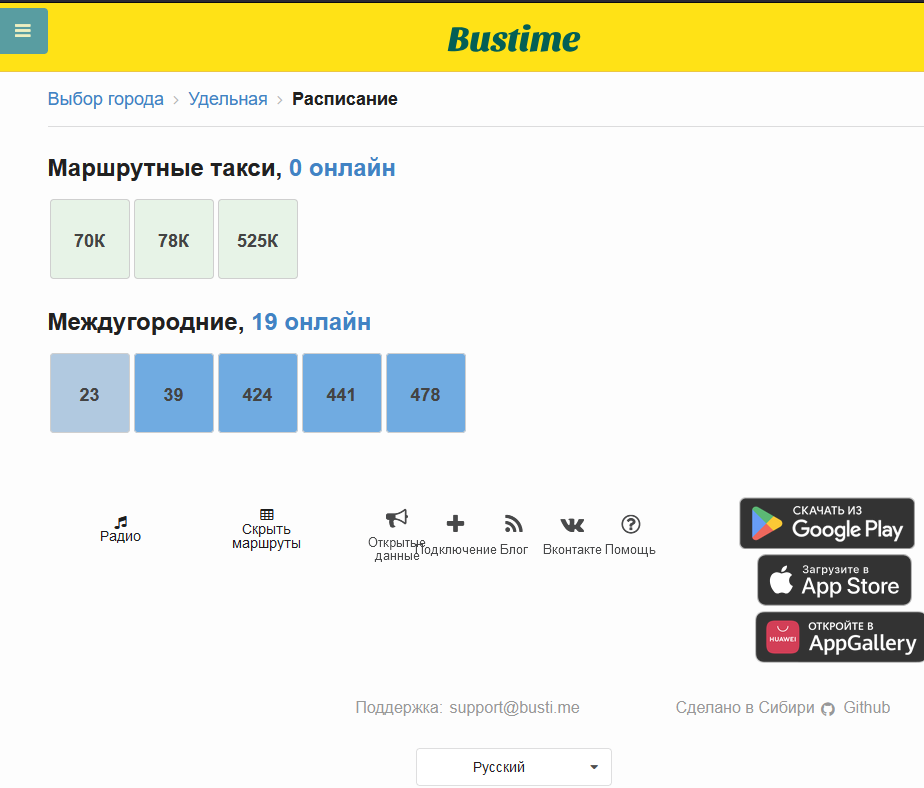 Bustime
Выбор города › Удельная › Расписание
Маршрутные такси, 0 онлайн
70К 78К 525К
Междугородние, 19 онлайн
23 39 424 441 478
Радио
Скрыть
маршруты
Открытые
данные
Подключение
Блог
Вконтакте
Помощь
СКАЧАТЬ ИЗ
Google Play
Загрузите в
App Store
HUAWEI
ОТКРОЙТЕ В
AppGallery
Поддержка: support@busti.me
Сделано в Сибири Github
Русский